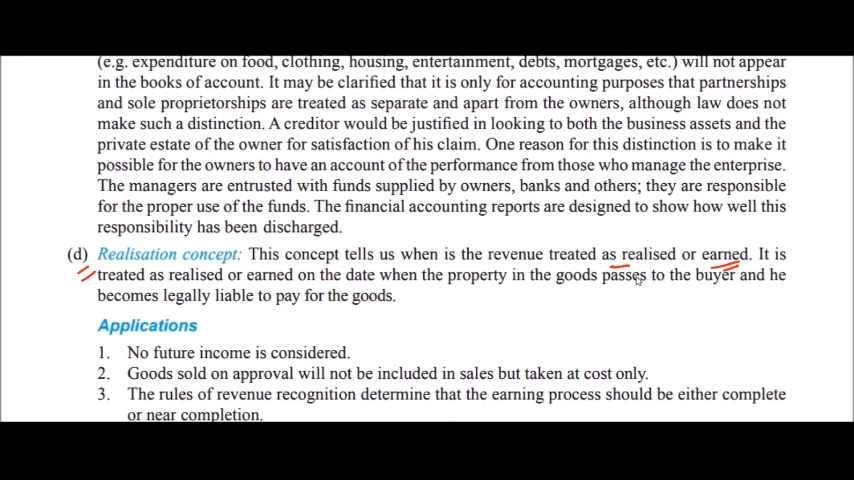 (e.g. expenditure on food, clothing, housing, entertainment, debts, mortgages, etc.) will not appear
in the books of account. It may be clarified that it is only for accounting purposes that partnerships
and sole proprietorships are treated as separate and apart from the owners, although law does not
make such a distinction. A creditor would be justified in looking to both the business assets and the
private estate of the owner for satisfaction of his claim. One reason for this distinction is to make it
possible for the owners to have an account of the performance from those who manage the enterprise.
The managers are entrusted with funds supplied by owners, banks and others; they are responsible
for the proper use of the funds. The financial accounting reports are designed to show how well this
responsibility has been discharged.
(d) Realisation concept: This concept tells us when is the revenue treated as realised or earned. It is
treated as realised or earned on the date when the property in the goods passes to the buyer and he
becomes legally liable to pay for the goods.
Applications
1. No future income is considered.
2. Goods sold on approval will not be included in sales but taken at cost only.
3. The rules of revenue recognition determine that the earning process should be either complete
or near completion.